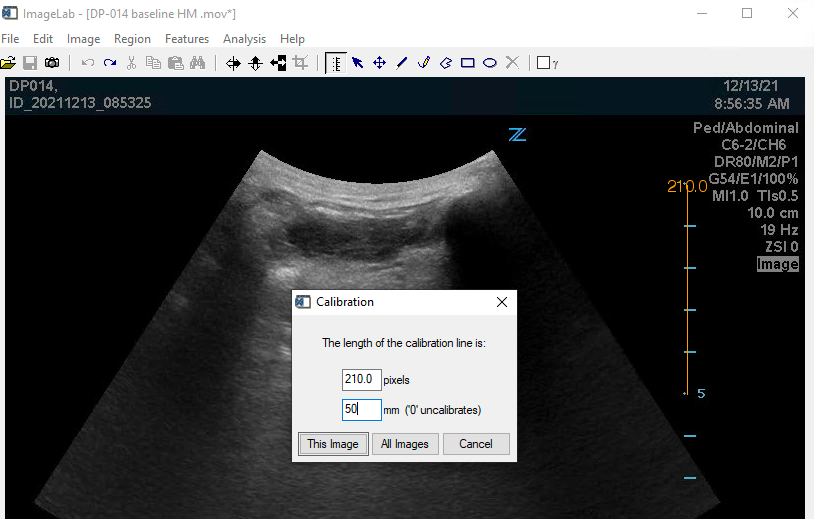 ImageLab - [DP-014 baseline HM .mov*]
File Edit Image Region Features Analysis Help
γ
DP014,
ID_20211213_085325
12/13/21
8:56:35 AM
Ped/Abdominal
C6-2/CH6
DR80/M2/P1
G54/E1/100%
MI1.0 TIs0.5
10.0 cm
19 Hz
ZSI 0
Image
210.0
5
Z
Calibration
The length of the calibration line is:
210.0 pixels
50 mm ('0' uncalibrates)
This Image All Images Cancel